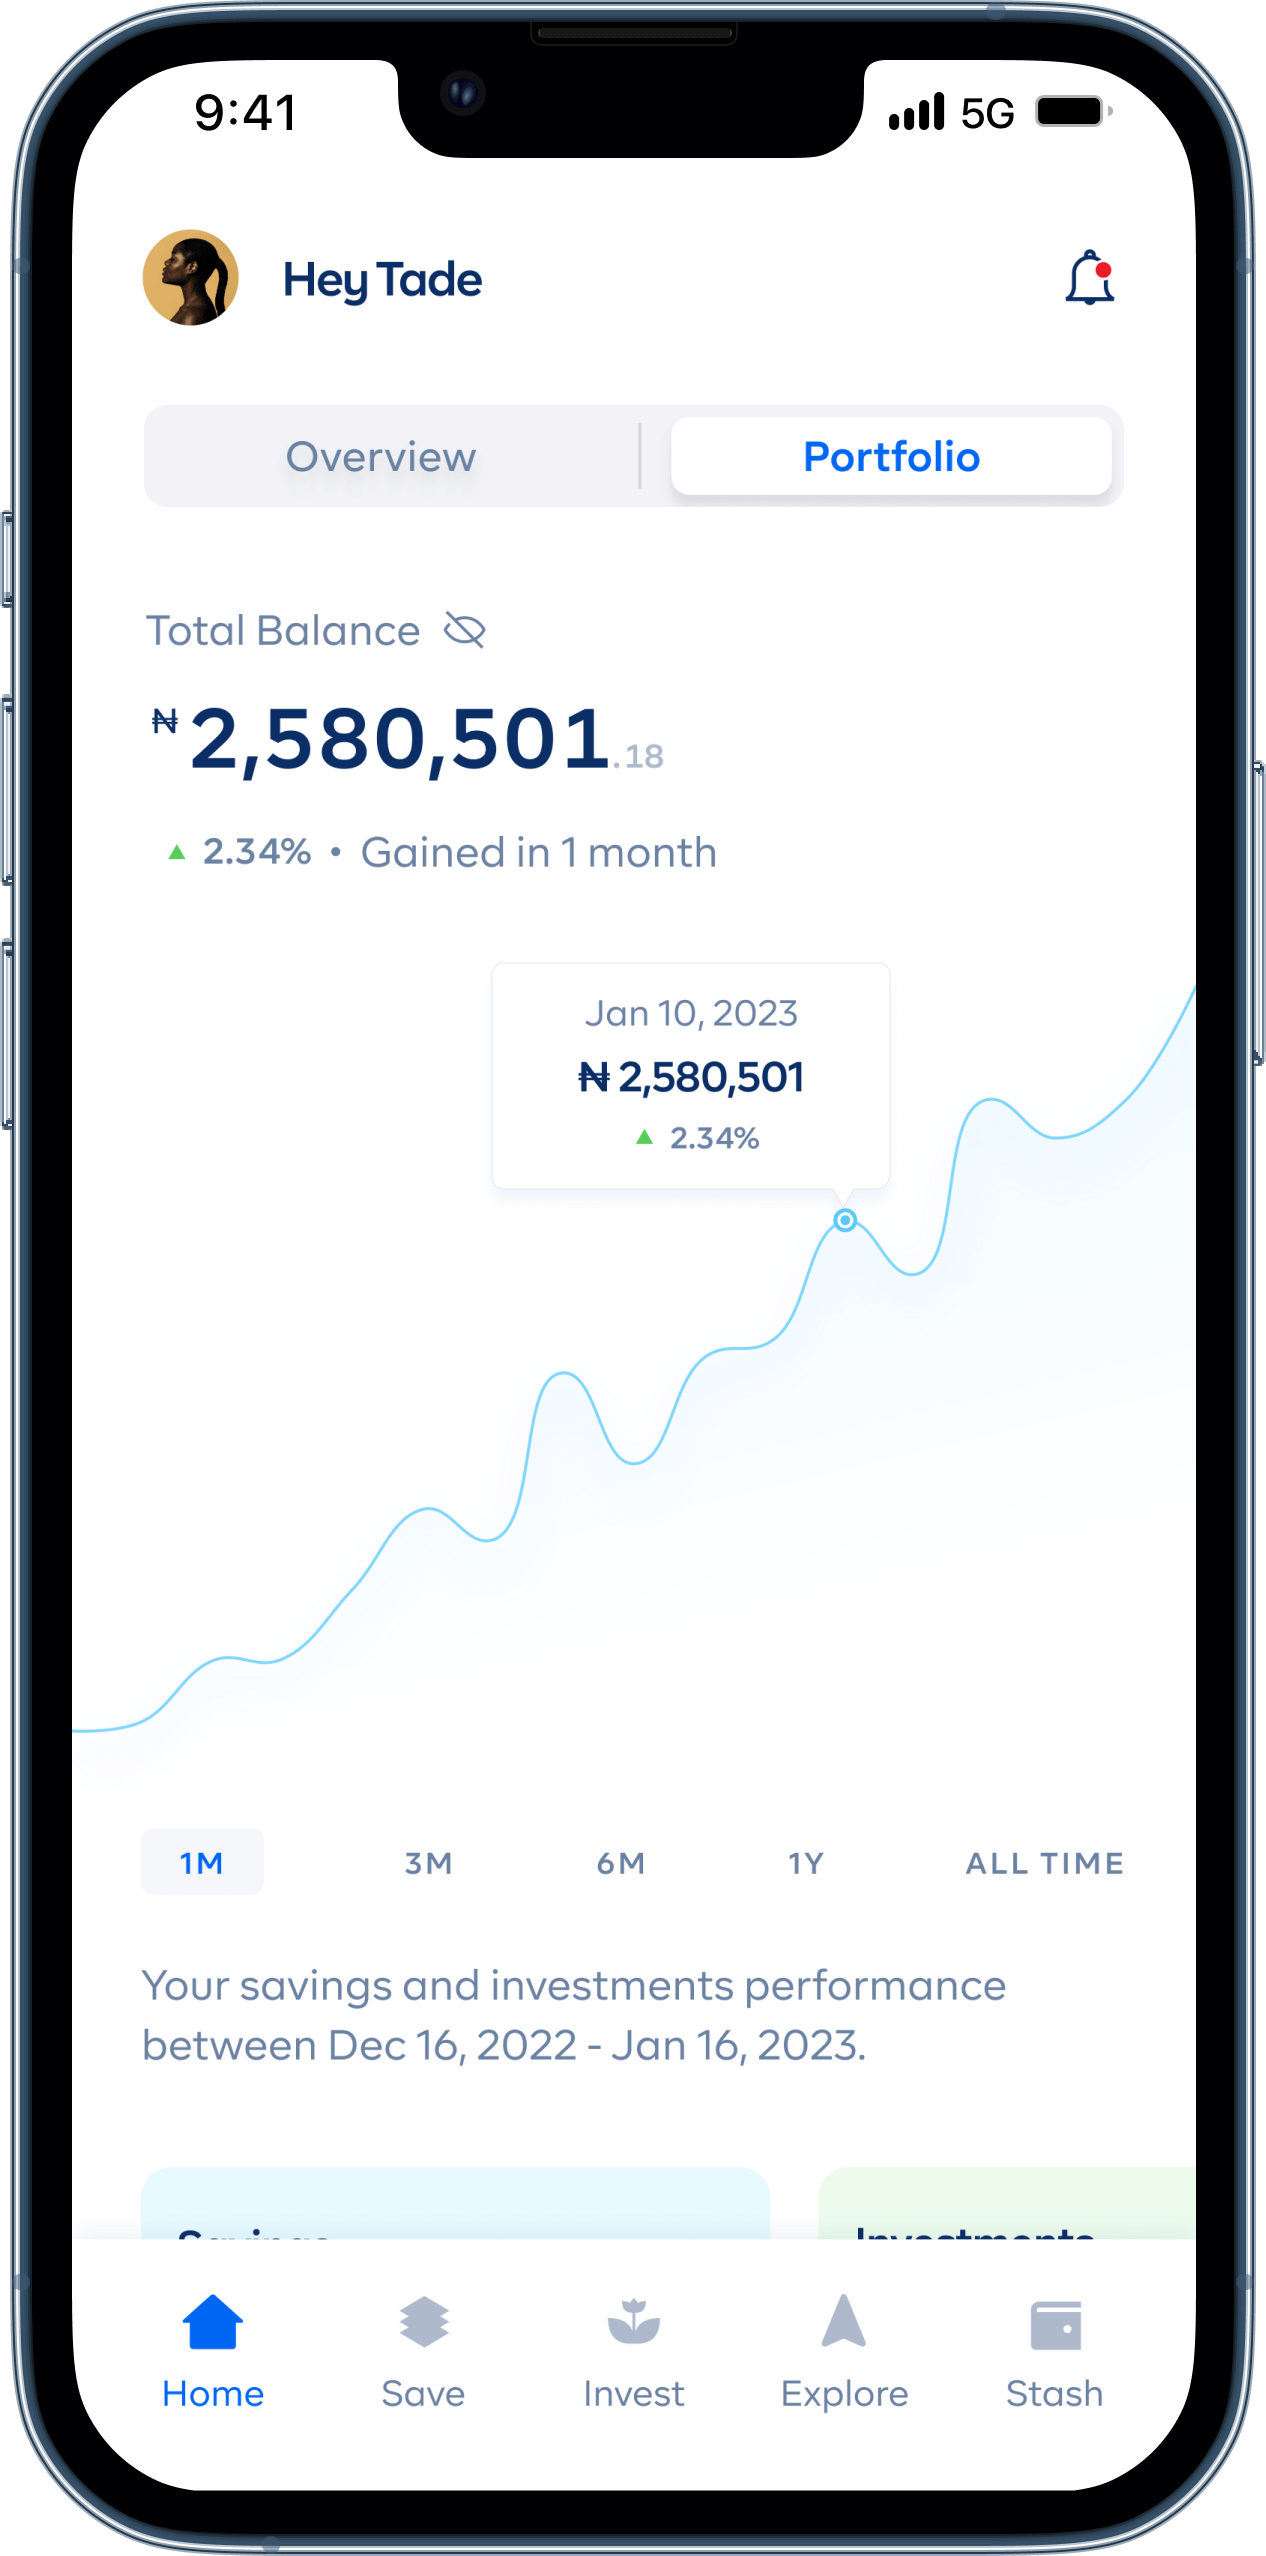 9:41
5G
Hey Tade
Overview
Portfolio
Total Balance
₦2,580,501.18
2.34% • Gained in 1 month
Jan 10, 2023
₦ 2,580,501
2.34%
1M 3M 6M 1Y ALL TIME
Your savings and investments performance
between Dec 16, 2022 - Jan 16, 2023.
Savings Investments
Home Save Invest Explore Stash